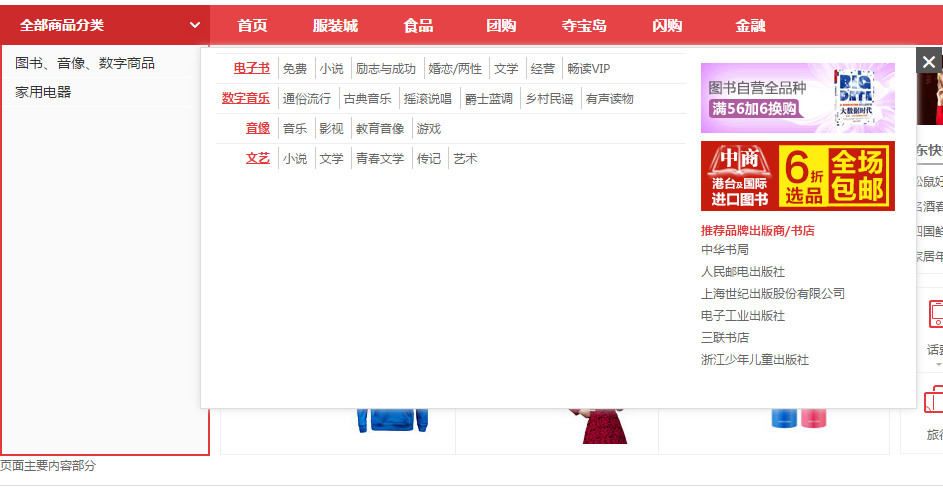 全部商品分类 首页 服装城 食品 团购 夺宝岛 闪购 金融
图书、音像、数字商品
家用电器
电子书 免费 小说 励志与成功 婚恋/两性 文学 经营 畅读VIP
数字音乐 通俗流行 古典音乐 摇滚说唱 爵士蓝调 乡村民谣 有声读物
音像 音乐 影视 教育音像 游戏
文艺 小说 文学 青春文学 传记 艺术
图书自营全品种
满56加6换购
BIG DATA
大数据时代
中商
港台及国际
进口图书
6折
选品
全场
包邮
推荐品牌出版商/书店
中华书局
人民邮电出版社
上海世纪出版股份有限公司
电子工业出版社
三联书店
浙江少年儿童出版社
东快
松鼠好
名酒春
四国鲜
家居年
话费
旅行
页面主要内容部分